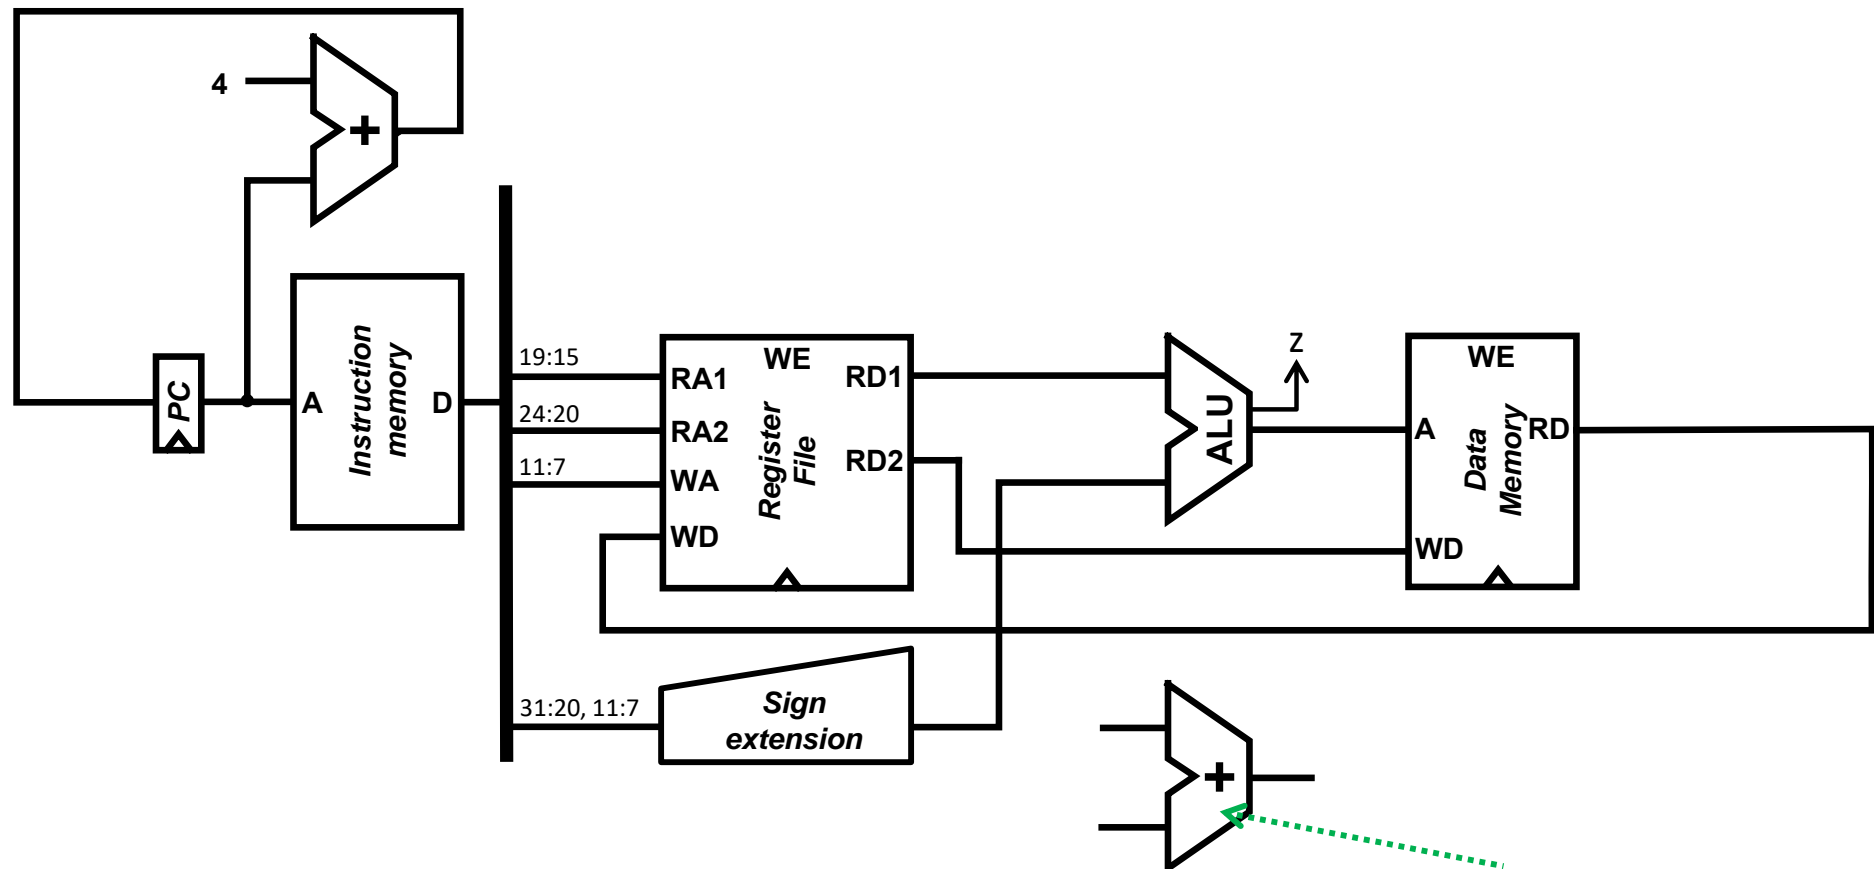 4
+
PC
A
Instruction
memory
D
19:15
24:20
11:7
31:20, 11:7
RA1
RA2
WA
WD
WE
Register
File
RD1
RD2
Sign
extension
ALU
Z
+
WE
A
RD
Data
Memory
WD